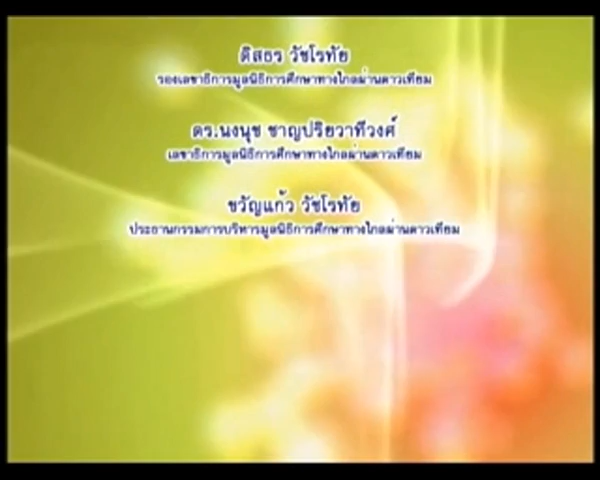 ดิสธร วัชโรทัย
รองเลขาธิการมูลนิธิการศึกษาทางไกลผ่านดาวเทียม
ดร.นงนุช ชาญปริยวาทีวงศ์
เลขาธิการมูลนิธิการศึกษาทางไกลผ่านดาวเทียม
ขวัญแก้ว วัชโรทัย
ประธานกรรมการบริหารมูลนิธิการศึกษาทางไกลผ่านดาวเทียม